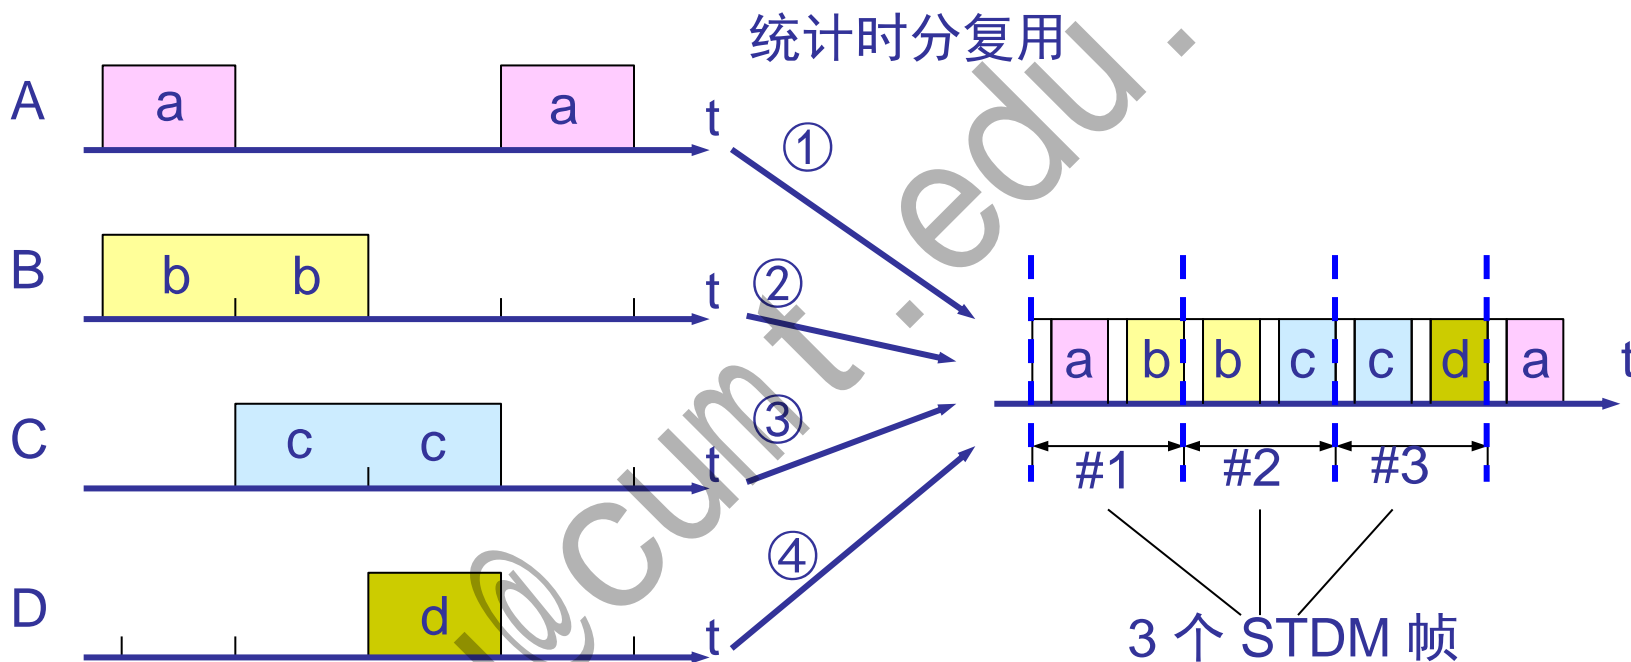 统计时分复用
A a a t
①
B b b t
②
a b b c c d a t
C c c t
③
#1 #2 #3
④
D d t
3 个 STDM 帧
@cumt.edu.